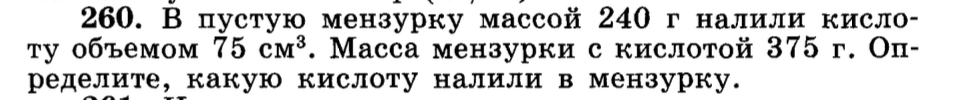 260. В пустую мензурку массой 240 г налили кисло-
ту объемом 75 см³. Масса мензурки с кислотой 375 г. Оп-
ределите, какую кислоту налили в мензурку.